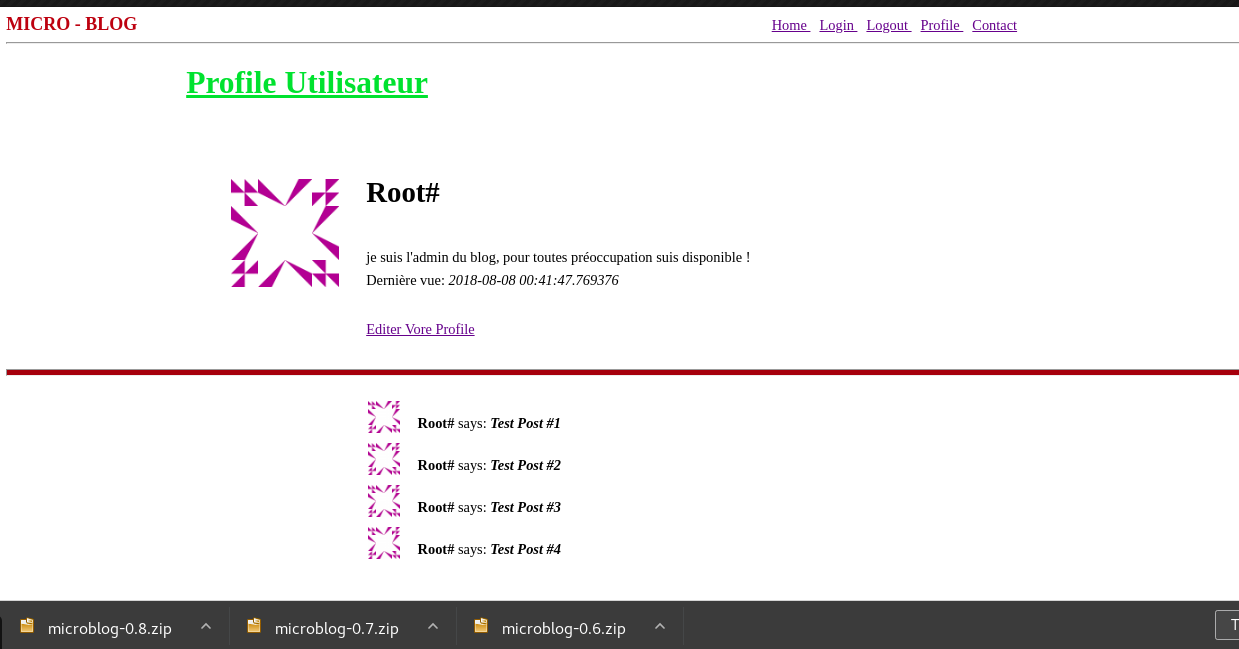 MICRO - BLOG
Home Login Logout Profile Contact
Profile Utilisateur
Root#
je suis l'admin du blog, pour toutes préoccupation suis disponible !
Dernière vue: 2018-08-08 00:41:47.769376
Editer Vore Profile
Root# says: Test Post #1
Root# says: Test Post #2
Root# says: Test Post #3
Root# says: Test Post #4
microblog-0.8.zip microblog-0.7.zip microblog-0.6.zip